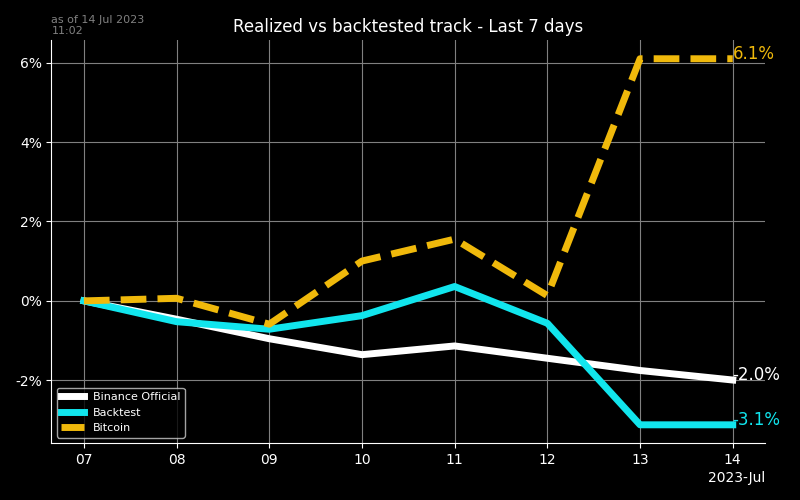 as of 14 Jul 2023
11:02
Realized vs backtested track - Last 7 days
6%
4%
2%
0%
-2%
6.1%
-2.0%
-3.1%
Binance Official
Backtest
Bitcoin
07 08 09 10 11 12 13 14
2023-Jul